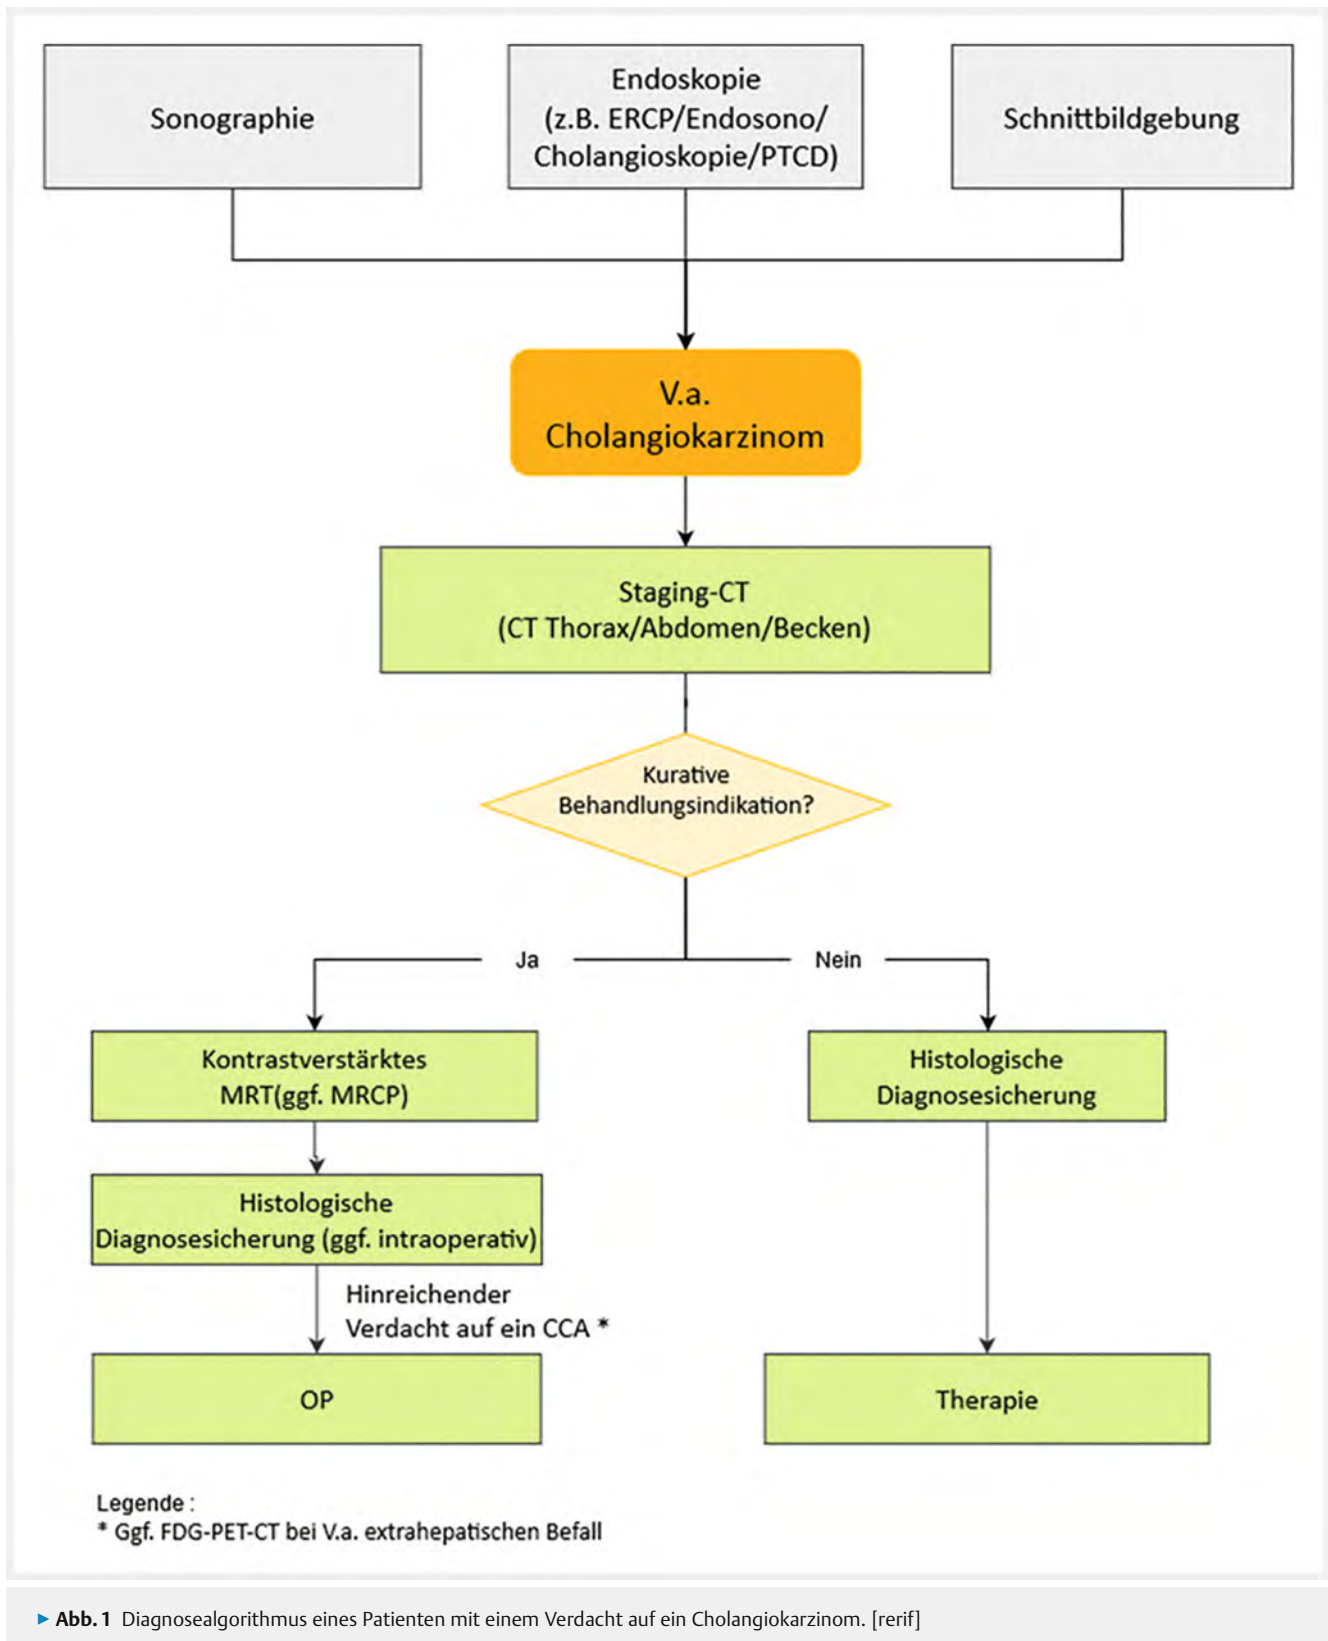 Sonographie
Endoskopie
(z.B. ERCP/Endosono/
Cholangioskopie/PTCD)
Schnittbildgebung
V.a.
Cholangiokarzinom
Staging-CT
(CT Thorax/Abdomen/Becken)
Kurative
Behandlungsindikation?
Ja
Nein
Kontrastverstärktes
MRT(ggf. MRCP)
Histologische
Diagnosesicherung
Histologische
Diagnosesicherung (ggf. intraoperativ)
Hinreichender
Verdacht auf ein CCA *
OP
Therapie
Legende :
* Ggf. FDG-PET-CT bei V.a. extrahepatischen Befall
▶ Abb. 1 Diagnosealgorithmus eines Patienten mit einem Verdacht auf ein Cholangiokarzinom. [rerif]